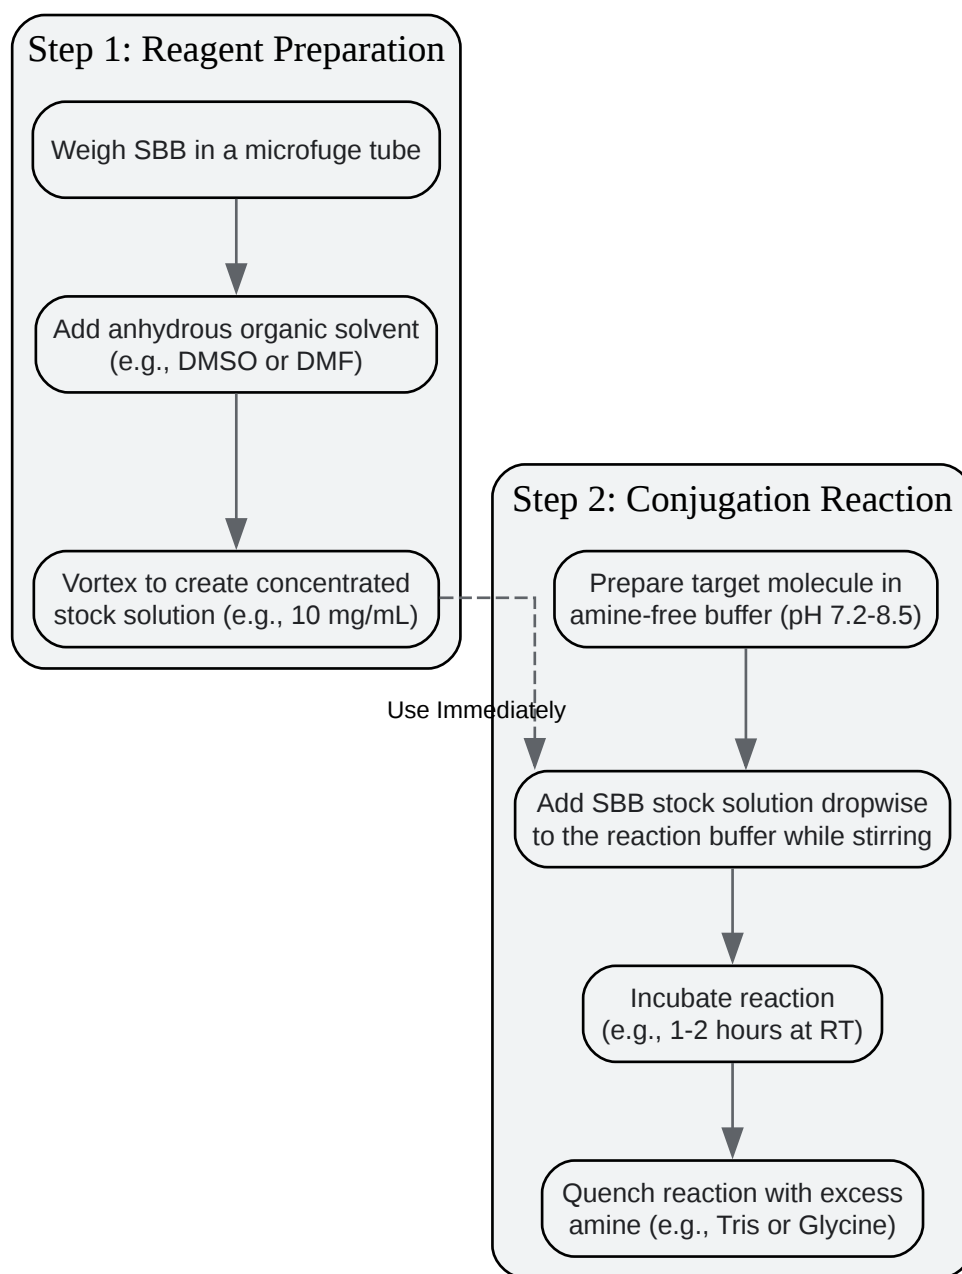 Step 1: Reagent Preparation
Weigh SBB in a microfuge tube
Add anhydrous organic solvent
(e.g., DMSO or DMF)
Vortex to create concentrated
stock solution (e.g., 10 mg/mL)
Use Immediately
Step 2: Conjugation Reaction
Prepare target molecule in
amine-free buffer (pH 7.2-8.5)
Add SBB stock solution dropwise
to the reaction buffer while stirring
Incubate reaction
(e.g., 1-2 hours at RT)
Quench reaction with excess
amine (e.g., Tris or Glycine)